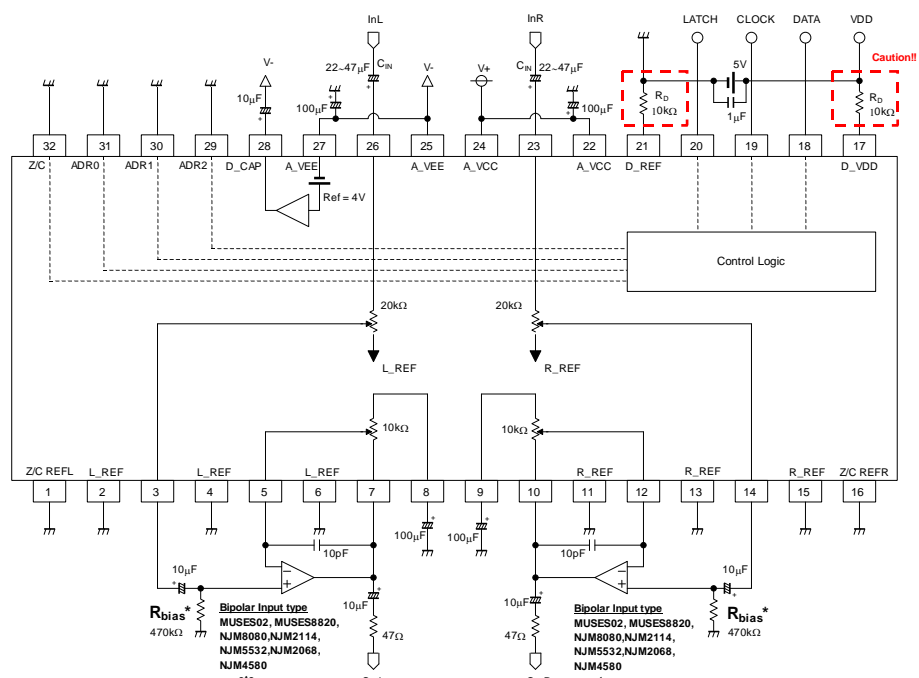 InL InR LATCH CLOCK DATA VDD
Caution!!
V- 22~47µF CIN V- V+ CIN 22~47µF 5V
10µF 100µF 100µF RD 10kΩ 1µF RD 10kΩ
32 31 30 29 28 27 26 25 24 23 22 21 20 19 18 17
Z/C ADR0 ADR1 ADR2 D_CAP A_VEE A_VEE A_VCC A_VCC D_REF D_VDD
Ref = 4V
Control Logic
20kΩ 20kΩ
L_REF R_REF
10kΩ 10kΩ
Z/C REFL L_REF L_REF L_REF R_REF R_REF R_REF Z/C REFR
1 2 3 4 5 6 7 8 9 10 11 12 13 14 15 16
100µF 100µF
10pF 10pF
10µF 10µF
− + − +
Rbias* 10µF 10µF Rbias*
470kΩ 47Ω 47Ω 470kΩ
Bipolar Input type
MUSES02, MUSES8820,
NJM8080,NJM2114,
NJM5532,NJM2068,
NJM4580
Bipolar Input type
MUSES02, MUSES8820,
NJM8080,NJM2114,
NJM5532,NJM2068,
NJM4580